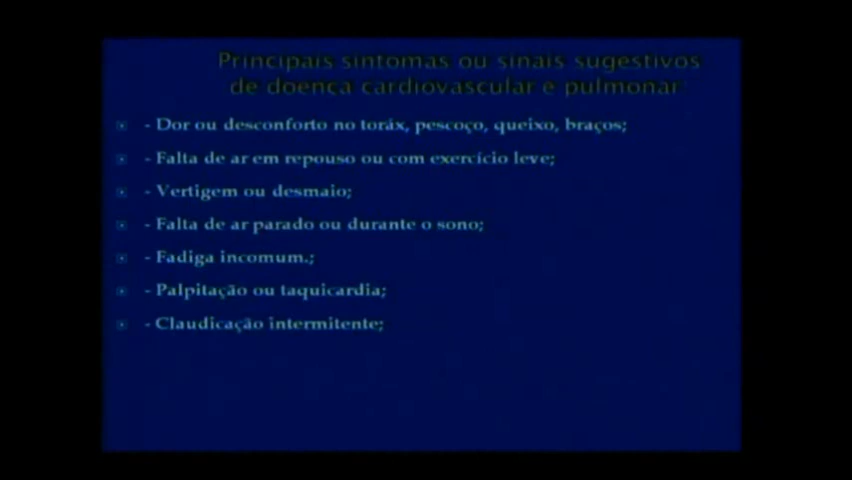 Principais sintomas ou sinais sugestivos
de doença cardiovascular e pulmonar:
- Dor ou desconforto no toráx, pescoço, queixo, braços;
- Falta de ar em repouso ou com exercício leve;
- Vertigem ou desmaio;
- Falta de ar parado ou durante o sono;
- Fadiga incomum.;
- Palpitação ou taquicardia;
- Claudicação intermitente;